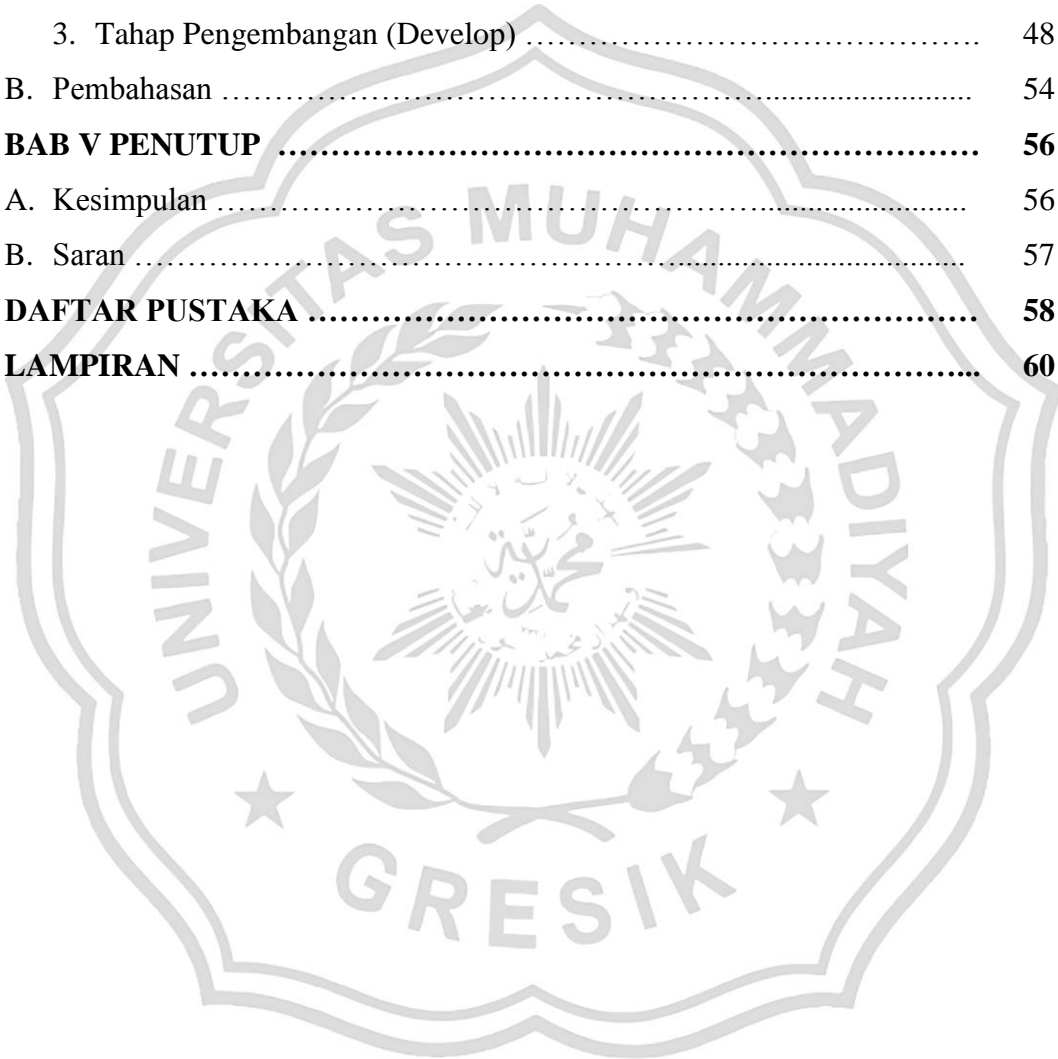 3. Tahap Pengembangan (Develop) ……………………………………. 48
B. Pembahasan ……………………………………………................................ 54
BAB V PENUTUP ………………………………………………………… 56
A. Kesimpulan ……………………………………………............................... 56
B. Saran ……………………………………………........................................... 57
DAFTAR PUSTAKA ……………………………………………………… 58
LAMPIRAN ………………………………………………………………... 60
UNIVERSITAS MUHAMMADIYAH
محمدية
GRESIK